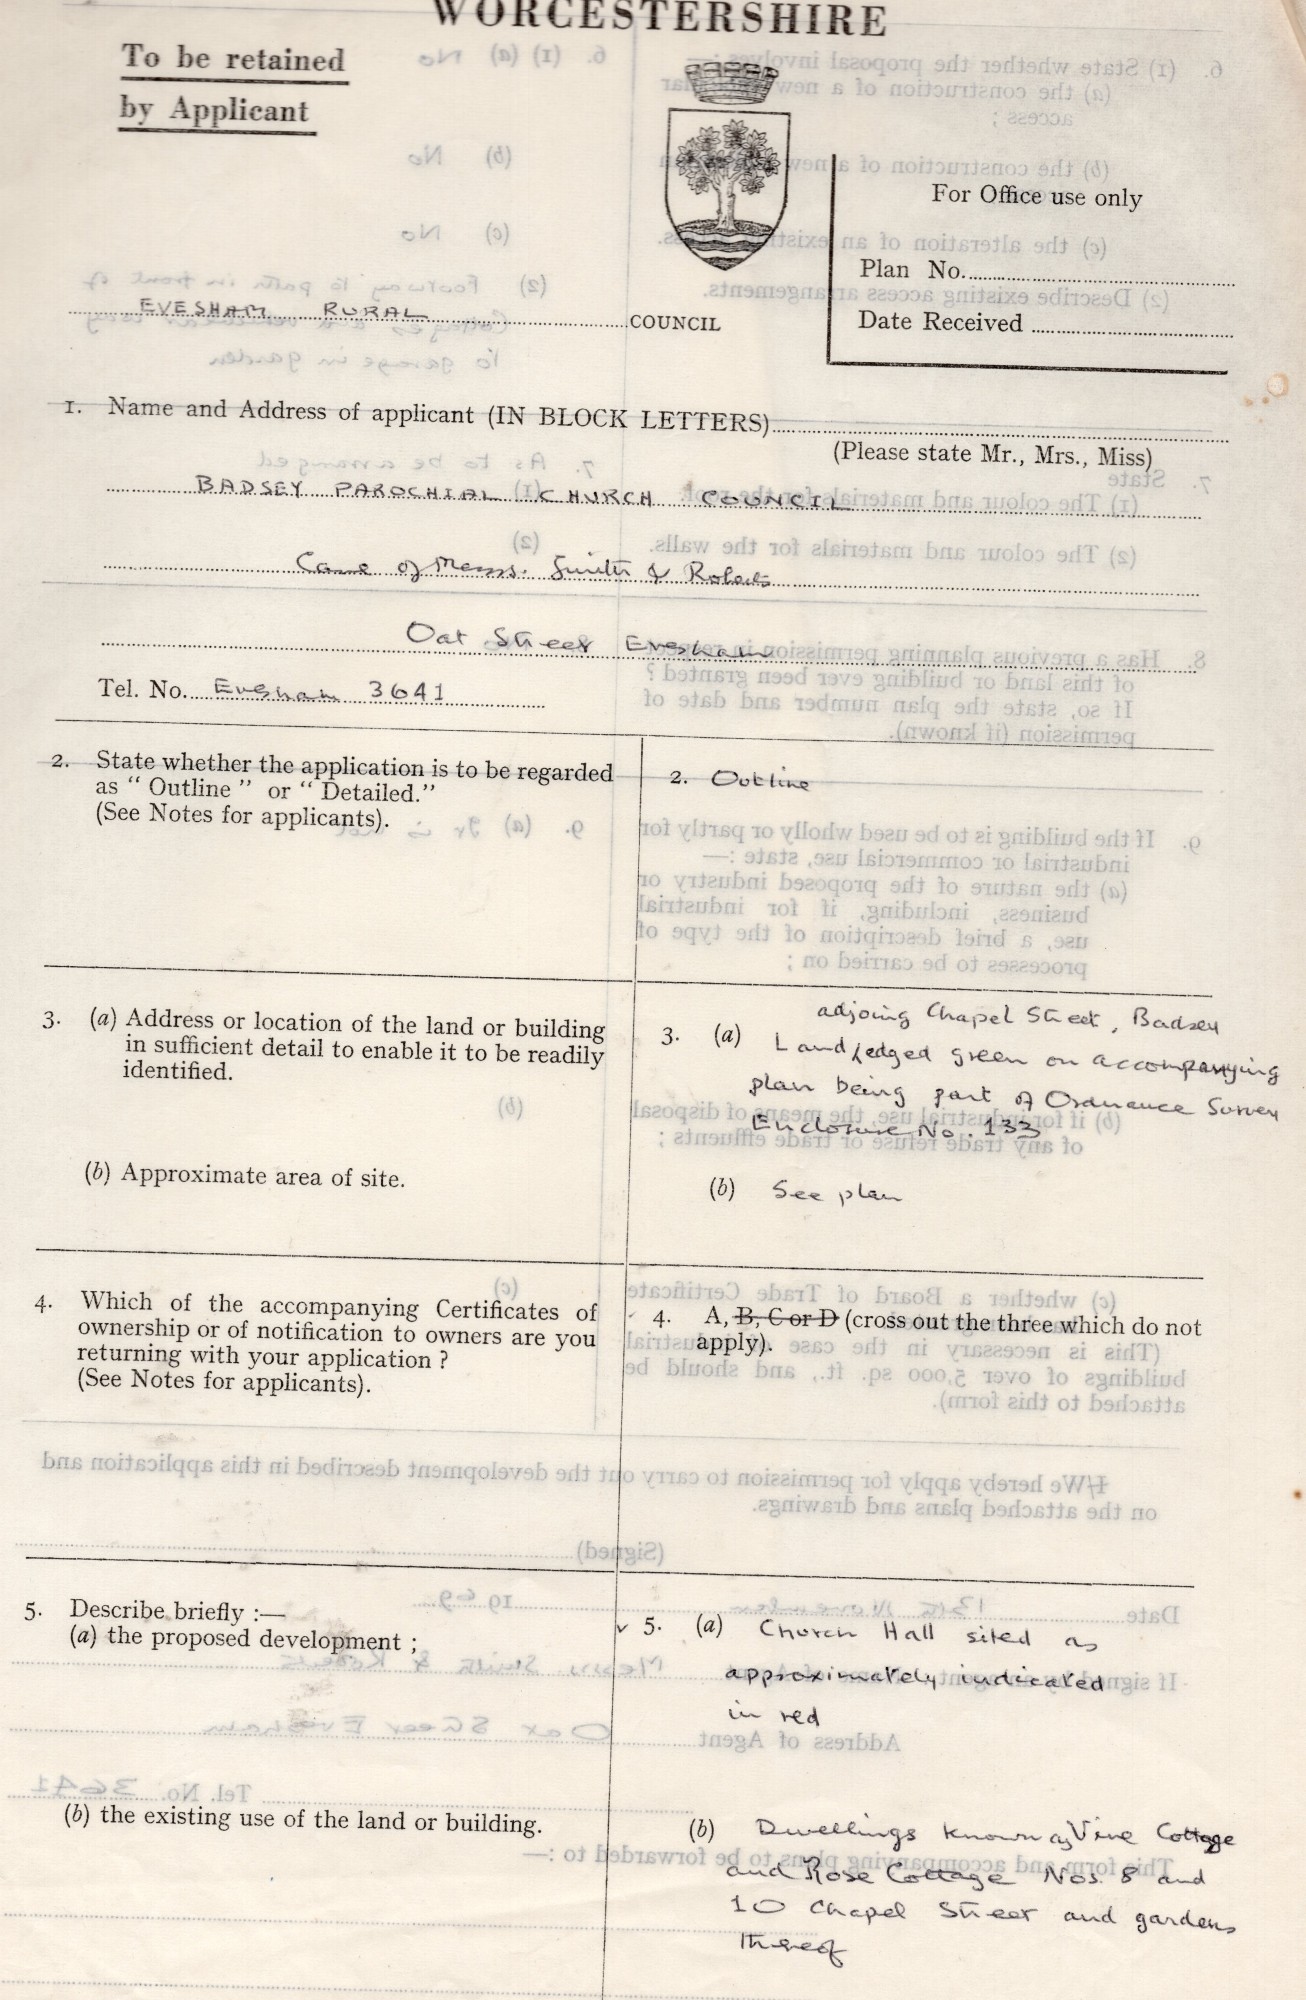 WORCESTERSHIRE
To be retained
by Applicant
For Office use only
Plan No.
Date Received
EVESHAM RURAL COUNCIL
1. Name and Address of applicant (IN BLOCK LETTERS)
(Please state Mr., Mrs., Miss)
BADSEY PAROCHIAL CHURCH COUNCIL
Care of Messrs. Smith & Roberts
Oat Street Evesham
Tel. No. Evesham 3641
2. State whether the application is to be regarded
as " Outline " or " Detailed."
(See Notes for applicants).
2. Outline
3. (a) Address or location of the land or building
in sufficient detail to enable it to be readily
identified.
adjoing Chapel Street, Badsey
3. (a) Land edged green on accompanying
plan being part of Ordnance Survey
Enclosure No. 133
(b) Approximate area of site.
(b) See plan
4. Which of the accompanying Certificates of
ownership or of notification to owners are you
returning with your application ?
(See Notes for applicants).
4. A, B, C or D (cross out the three which do not
apply).
5. Describe briefly :—
(a) the proposed development ;
5. (a) Church Hall sited as
approximately indicated
in red
(b) the existing use of the land or building.
(b) Dwellings known as Vine Cottage
and Rose Cottage Nos. 8 and
10 Chapel Street and gardens
thereof